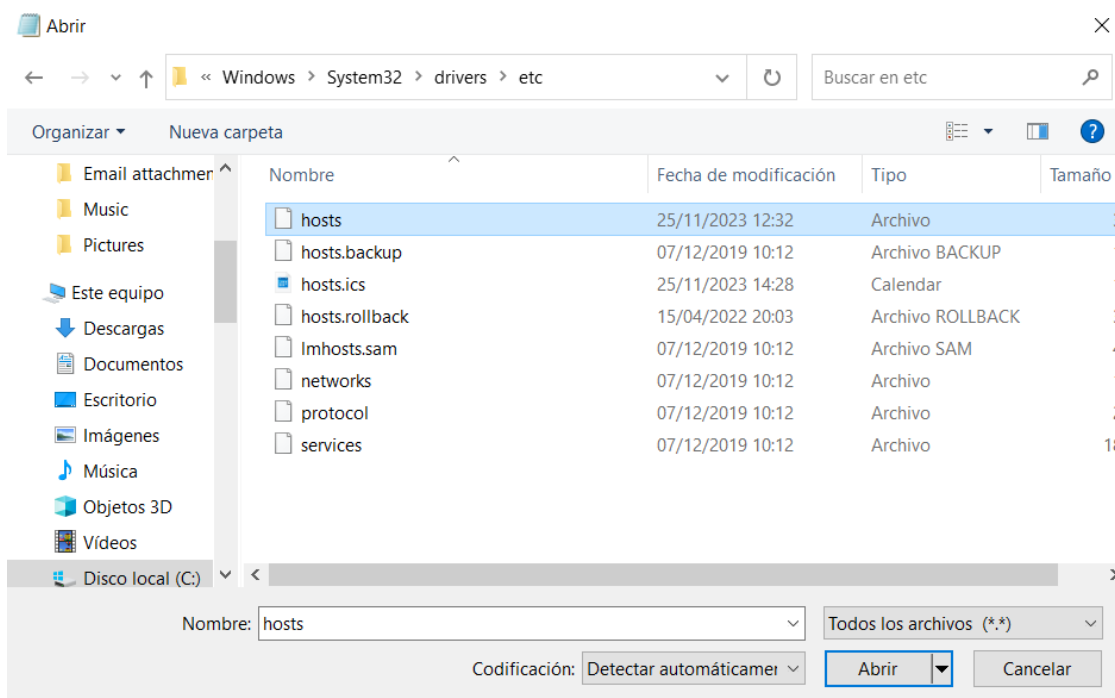 Abrir
« Windows > System32 > drivers > etc
Buscar en etc
Organizar
Nueva carpeta
Email attachmen
Music
Pictures
Este equipo
Descargas
Documentos
Escritorio
Imágenes
Música
Objetos 3D
Vídeos
Disco local (C:)
Nombre Fecha de modificación Tipo Tamaño
hosts 25/11/2023 12:32 Archivo
hosts.backup 07/12/2019 10:12 Archivo BACKUP
hosts.ics 25/11/2023 14:28 Calendar
hosts.rollback 15/04/2022 20:03 Archivo ROLLBACK
lmhosts.sam 07/12/2019 10:12 Archivo SAM
networks 07/12/2019 10:12 Archivo
protocol 07/12/2019 10:12 Archivo
services 07/12/2019 10:12 Archivo
Nombre: hosts Todos los archivos (*.*)
Codificación: Detectar automáticamer Abrir Cancelar